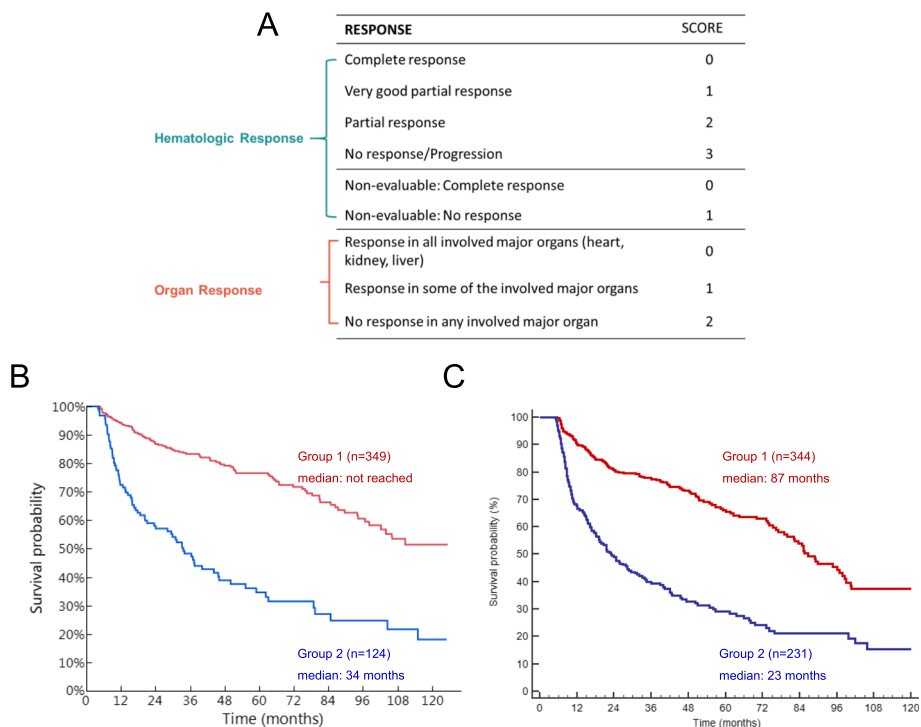 A
RESPONSE SCORE
Complete response 0
Very good partial response 1
Partial response 2
Hematologic Response
No response/Progression 3
Non-evaluable: Complete response 0
Non-evaluable: No response 1
Response in all involved major organs (heart, 
kidney, liver) 0
Organ Response
Response in some of the involved major organs 1
No response in any involved major organ 2
B
Survival probability
100%
90%
80%
70%
60%
50%
40%
30%
20%
10%
0%
Group 1 (n=349)
median: not reached
Group 2 (n=124)
median: 34 months
12 24 36 48 60 72 84 96 108 120
Time (months)
C
Survival probability (%)
100
90
80
70
60
50
40
30
20
10
0
Group 1 (n=344)
median: 87 months
Group 2 (n=231)
median: 23 months
0 12 24 36 48 60 72 84 96 108 120
Time (months)